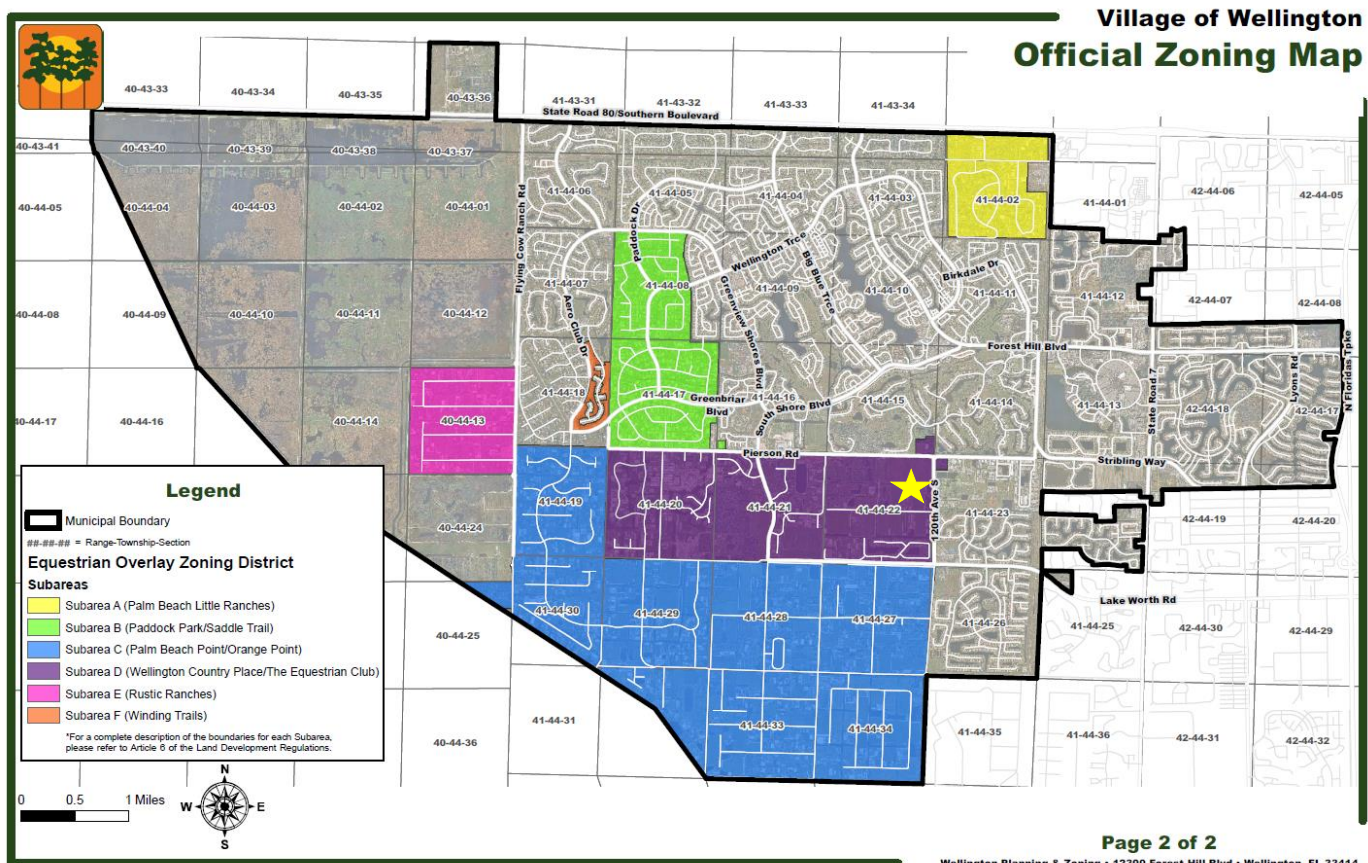 Village of Wellington
Official Zoning Map
40-43-33
40-43-34
40-43-35
40-43-36
41-43-31
41-43-32
41-43-33
41-43-34
State Road 80/Southern Boulevard
40-43-41
40-43-40
40-43-39
40-43-38
40-43-37
40-44-05
40-44-04
40-44-03
40-44-02
40-44-01
Flying Cow Ranch Rd
41-44-06
Paddock Dr
41-44-05
41-44-04
41-44-03
41-44-02
41-44-01
42-44-06
42-44-05
Wellington Trce
Big Blue Trce
Birkdale Dr
40-44-08
40-44-09
40-44-10
40-44-11
40-44-12
41-44-07
Aero Club Dr
41-44-08
Greenview Shores Blvd
41-44-09
41-44-10
41-44-11
41-44-12
42-44-07
42-44-08
Forest Hill Blvd
N Floridas Tpke
40-44-17
40-44-16
40-44-14
40-44-13
41-44-18
41-44-17
Greenbriar
Blvd
41-44-16
South Shore Blvd
41-44-15
41-44-14
41-44-13
State Road 7
42-44-18
Lyons Rd
42-44-17
Pierson Rd
Stribling Way
40-44-24
41-44-19
41-44-20
41-44-21
41-44-22
120th Ave S
41-44-23
42-44-19
42-44-20
Lake Worth Rd
40-44-25
41-44-30
41-44-29
41-44-28
41-44-27
41-44-26
41-44-25
42-44-30
42-44-29
40-44-36
41-44-31
41-44-33
41-44-34
41-44-35
41-44-36
42-44-31
42-44-32
Legend
Municipal Boundary
##-##-## = Range-Township-Section
Equestrian Overlay Zoning District
Subareas
Subarea A (Palm Beach Little Ranches)
Subarea B (Paddock Park/Saddle Trail)
Subarea C (Palm Beach Point/Orange Point)
Subarea D (Wellington Country Place/The Equestrian Club)
Subarea E (Rustic Ranches)
Subarea F (Winding Trails)
*For a complete description of the boundaries for each Subarea,
please refer to Article 6 of the Land Development Regulations.
0 0.5 1 Miles
N
W E
S
Page 2 of 2
Wellington Planning & Zoning • 12300 Forest Hill Blvd • Wellington, FL 33414